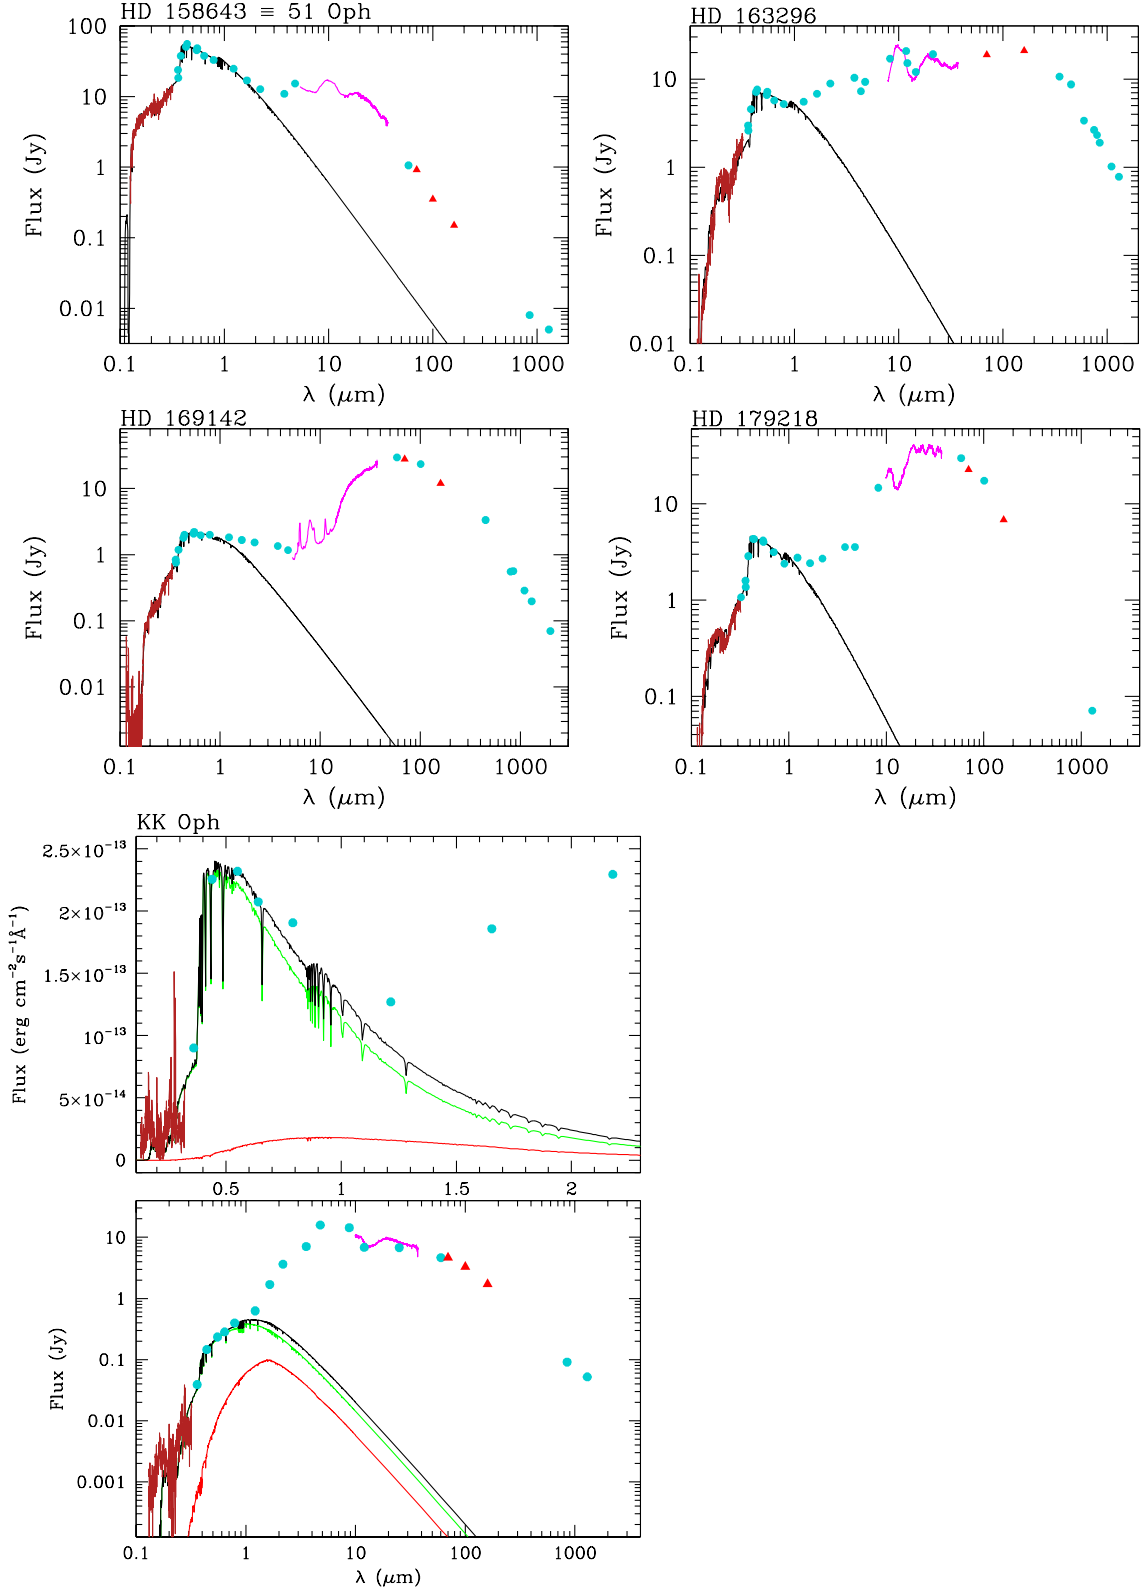 HD 158643 ≡ 51 Oph
100
10
1
0.1
0.01
Flux (Jy)
0.1 1 10 100 1000
λ (μm)
HD 163296
10
1
0.1
0.01
Flux (Jy)
0.1 1 10 100 1000
λ (μm)
HD 169142
10
1
0.1
0.01
Flux (Jy)
0.1 1 10 100 1000
λ (μm)
HD 179218
10
1
0.1
Flux (Jy)
0.1 1 10 100 1000
λ (μm)
KK Oph
2.5×10⁻¹³
2×10⁻¹³
1.5×10⁻¹³
10⁻¹³
5×10⁻¹⁴
0
Flux (erg cm⁻²s⁻¹Å⁻¹)
0.5 1 1.5 2
10
1
0.1
0.01
0.001
Flux (Jy)
0.1 1 10 100 1000
λ (μm)